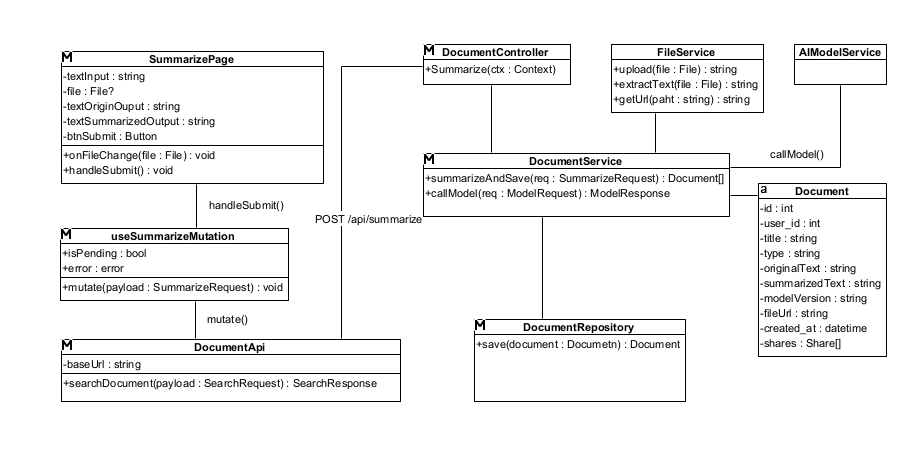 M
SummarizePage
-textInput : string
-file : File?
-textOriginOuput : string
-textSummarizedOutput : string
-btnSubmit : Button
+onFileChange(file : File) : void
+handleSubmit() : void
handleSubmit()
M
useSummarizeMutation
+isPending : bool
+error : error
+mutate(payload : SummarizeRequest) : void
mutate()
M
DocumentApi
-baseUrl : string
+searchDocument(payload : SearchRequest) : SearchResponse
POST /api/summarize
M
DocumentController
+Summarize(ctx : Context)
FileService
+upload(file : File) : string
+extractText(file : File) : string
+getUrl(paht : string) : string
AIModelService
callModel()
M
DocumentService
+summarizeAndSave(req : SummarizeRequest) : Document[]
+callModel(req : ModelRequest) : ModelResponse
a
Document
-id : int
-user_id : int
-title : string
-type : string
-originalText : string
-summarizedText : string
-modelVersion : string
-fileUrl : string
-created_at : datetime
-shares : Share[]
M
DocumentRepository
+save(document : Documetn) : Document